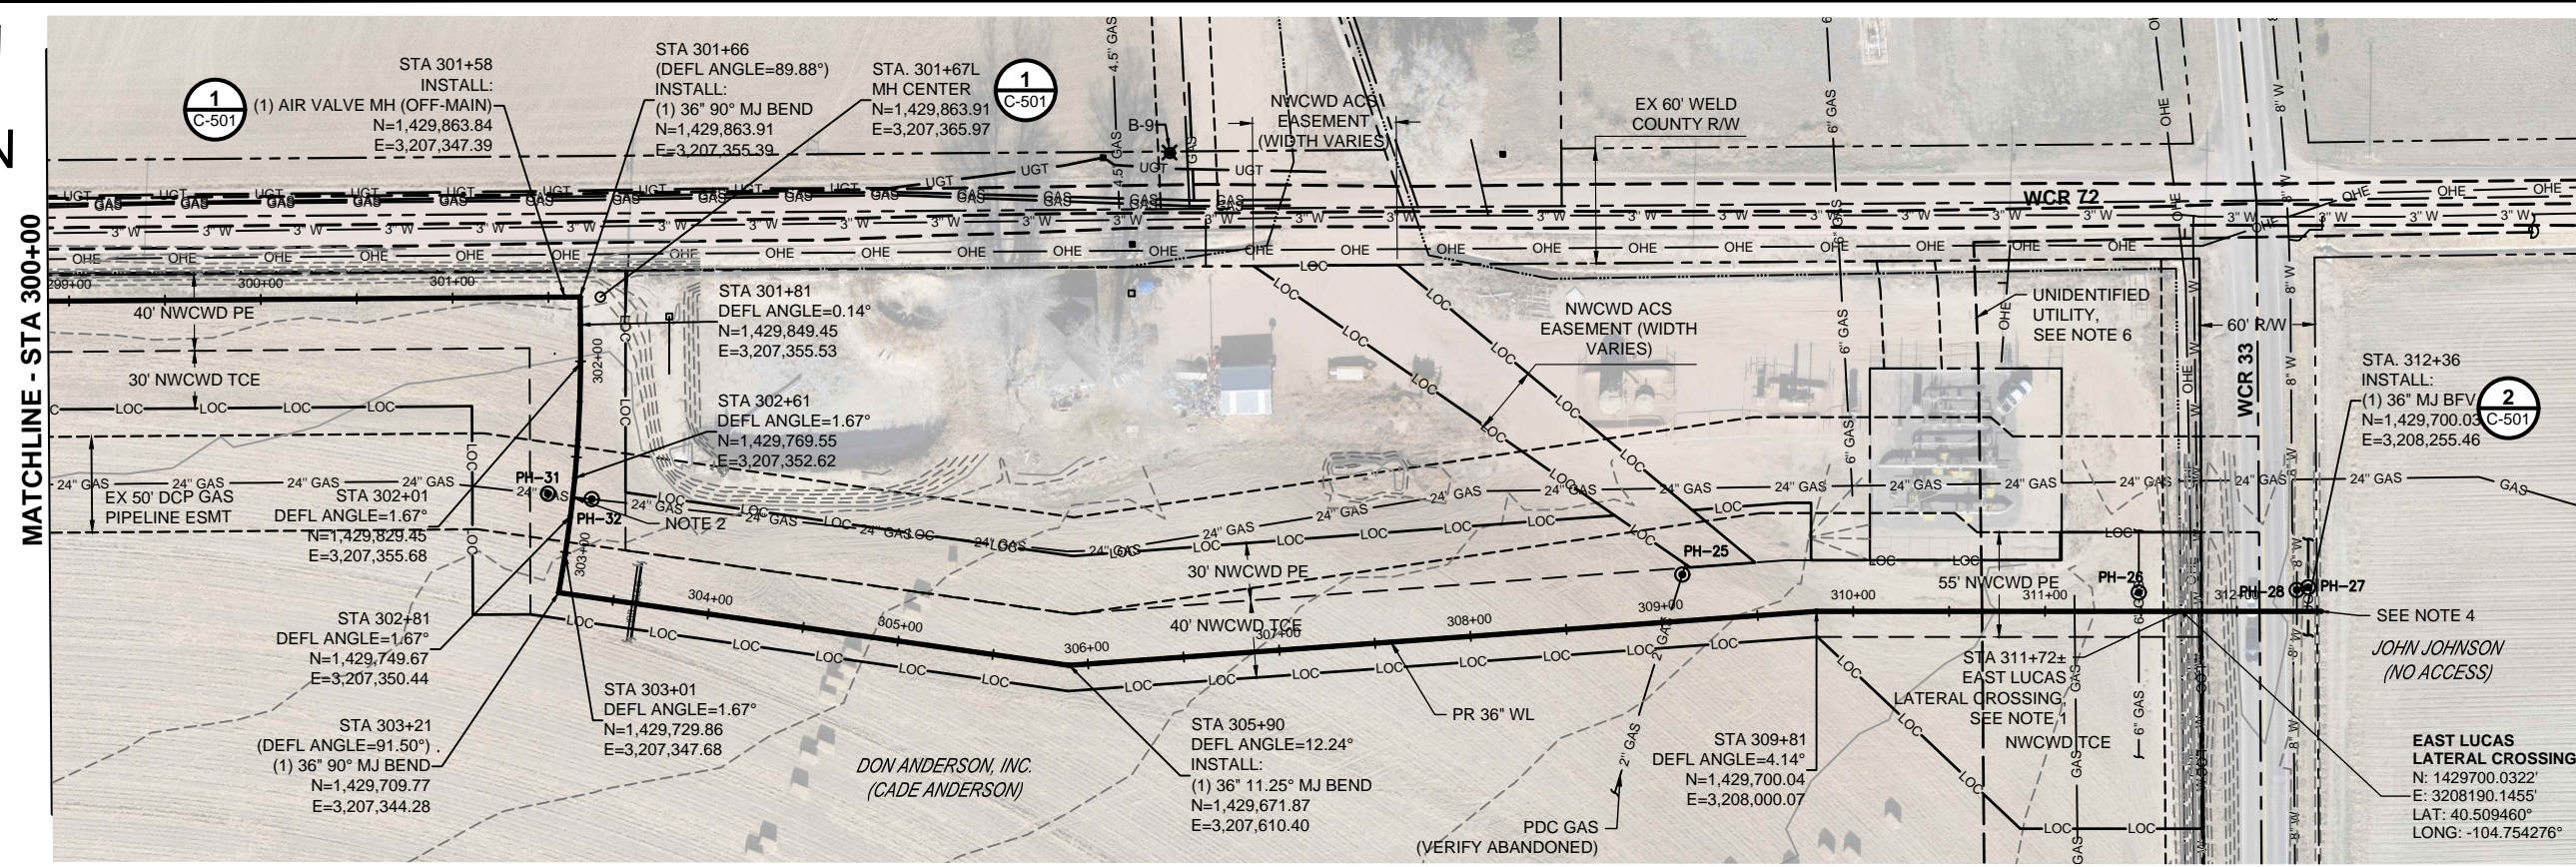 MATCHLINE - STA 300+00
1
C-501
STA 301+58
INSTALL:
(1) AIR VALVE MH (OFF-MAIN)
N=1,429,863.84
E=3,207,347.39
STA 301+66
(DEFL ANGLE=89.88°)
INSTALL:
(1) 36" 90° MJ BEND
N=1,429,863.91
E=3,207,355.39
STA. 301+67L
MH CENTER
N=1,429,863.91
E=3,207,365.97
1
C-501
B-9
4.5" GAS
4.5" GAS
GAS
NWCWD ACS
EASEMENT
(WIDTH VARIES)
EX 60' WELD
COUNTY R/W
6" GAS
OHE
8" W
UGT
GAS
3" W
OHE
WCR 72
299+00
300+00
301+00
302+00
303+00
40' NWCWD PE
30' NWCWD TCE
LOC
STA 301+81
DEFL ANGLE=0.14°
N=1,429,849.45
E=3,207,355.53
STA 302+61
DEFL ANGLE=1.67°
N=1,429,769.55
E=3,207,352.62
NWCWD ACS
EASEMENT (WIDTH
VARIES)
UNIDENTIFIED
UTILITY,
SEE NOTE 6
60' R/W
WCR 33
STA. 312+36
INSTALL:
(1) 36" MJ BFV
N=1,429,700.03
E=3,208,255.46
2
C-501
24" GAS
EX 50' DCP GAS
PIPELINE ESMT
PH-31
PH-32
NOTE 2
STA 302+01
DEFL ANGLE=1.67°
N=1,429,829.45
E=3,207,355.68
STA 302+81
DEFL ANGLE=1.67°
N=1,429,749.67
E=3,207,350.44
STA 303+21
(DEFL ANGLE=91.50°) .
(1) 36" 90° MJ BEND
N=1,429,709.77
E=3,207,344.28
STA 303+01
DEFL ANGLE=1.67°
N=1,429,729.86
E=3,207,347.68
304+00
305+00
306+00
307+00
308+00
309+00
310+00
311+00
312+00
30' NWCWD PE
40' NWCWD TCE
PH-25
55' NWCWD PE
PH-26
PH-28
PH-27
SEE NOTE 4
JOHN JOHNSON
(NO ACCESS)
DON ANDERSON, INC.
(CADE ANDERSON)
STA 305+90
DEFL ANGLE=12.24°
INSTALL:
(1) 36" 11.25° MJ BEND
N=1,429,671.87
E=3,207,610.40
PR 36" WL
2" GAS
2" GAS
PDC GAS
(VERIFY ABANDONED)
STA 309+81
DEFL ANGLE=4.14°
N=1,429,700.04
E=3,208,000.07
STA 311+72±
EAST LUCAS
LATERAL CROSSING,
SEE NOTE 1
NWCWD TCE
6" GAS
EAST LUCAS
LATERAL CROSSING
N: 1429700.0322'
E: 3208190.1455'
LAT: 40.509460°
LONG: -104.754276°